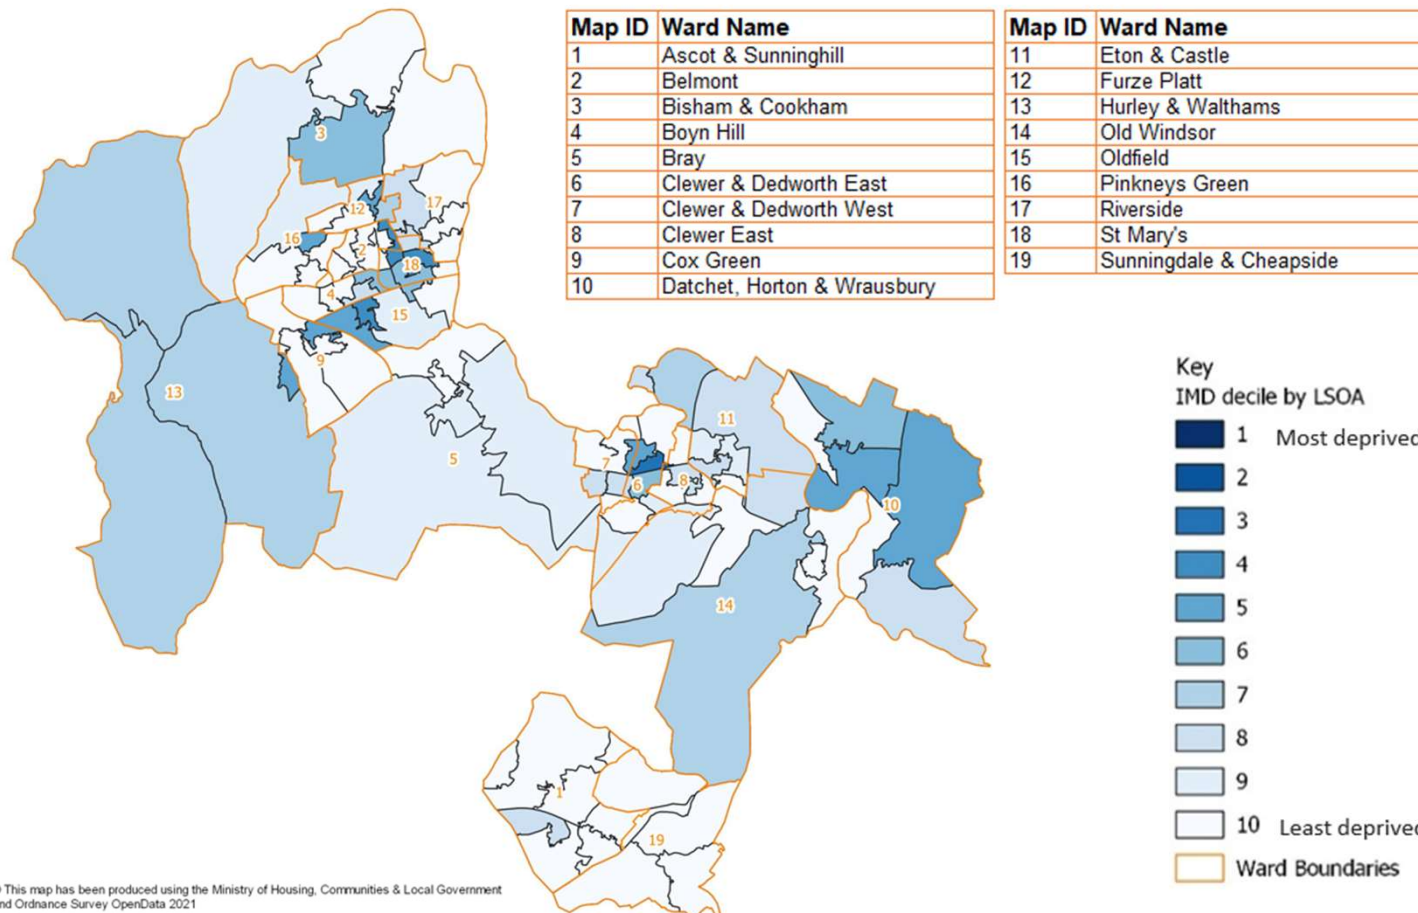 Map ID Ward Name Map ID Ward Name
1 Ascot & Sunninghill 11 Eton & Castle
2 Belmont 12 Furze Platt
3 Bisham & Cookham 13 Hurley & Walthams
4 Boyn Hill 14 Old Windsor
5 Bray 15 Oldfield
6 Clewer & Dedworth East 16 Pinkneys Green
7 Clewer & Dedworth West 17 Riverside
8 Clewer East 18 St Mary's
9 Cox Green 19 Sunningdale & Cheapside
10 Datchet, Horton & Wrausbury
3
17
12
16
2
18
4
15
9
13
11
5
7
8
6
10
14
1
19
Key
IMD decile by LSOA
1 Most deprived
2
3
4
5
6
7
8
9
10 Least deprived
Ward Boundaries
This map has been produced using the Ministry of Housing, Communities & Local Government
nd Ordnance Survey OpenData 2021